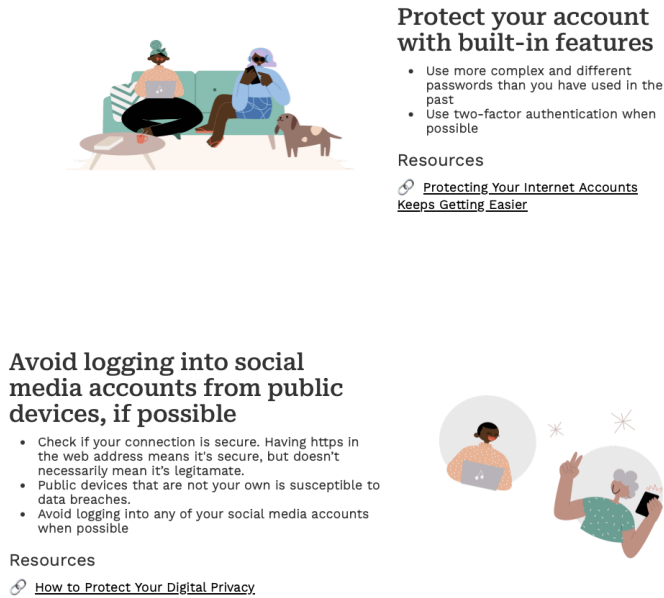 Protect your account
with built-in features
• Use more complex and different
passwords than you have used in the
past
• Use two-factor authentication when
possible
Resources
Protecting Your Internet Accounts
Keeps Getting Easier
Avoid logging into social
media accounts from public
devices, if possible
• Check if your connection is secure. Having https in
the web address means it's secure, but doesn't
necessarily mean it's legitamate.
• Public devices that are not your own is susceptible to
data breaches.
• Avoid logging into any of your social media accounts
when possible
Resources
How to Protect Your Digital Privacy